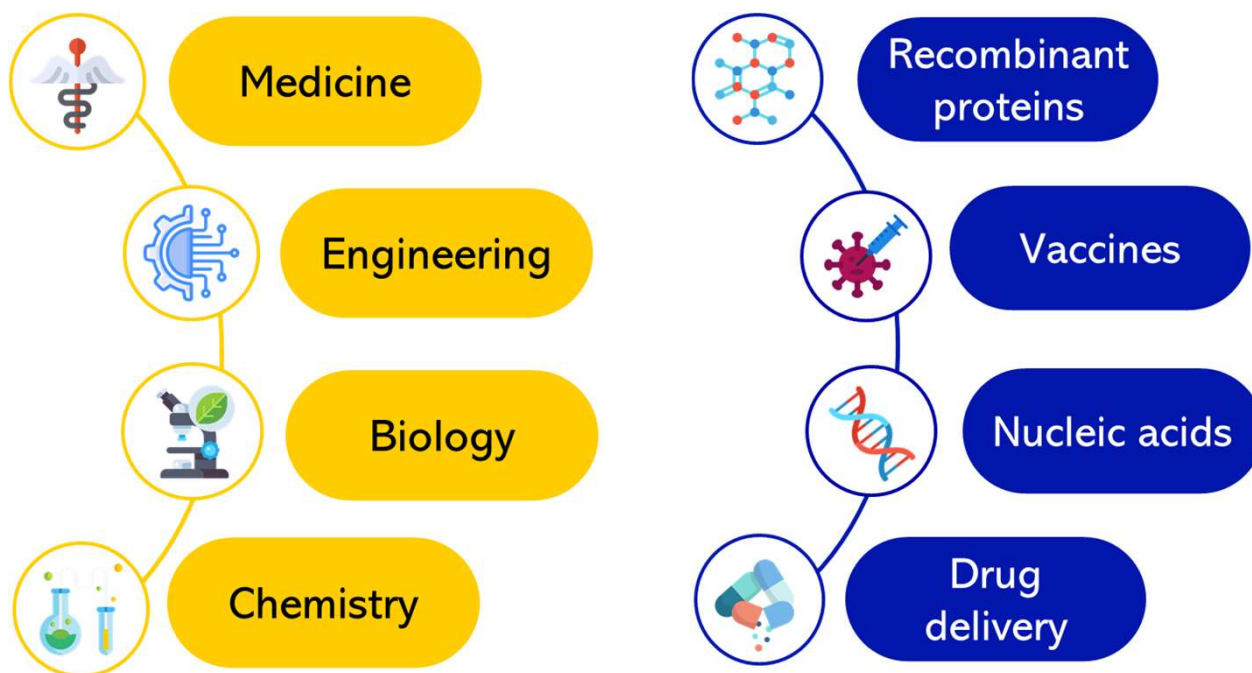 Medicine
Engineering
Biology
Chemistry
Recombinant
proteins
Vaccines
Nucleic acids
Drug
delivery